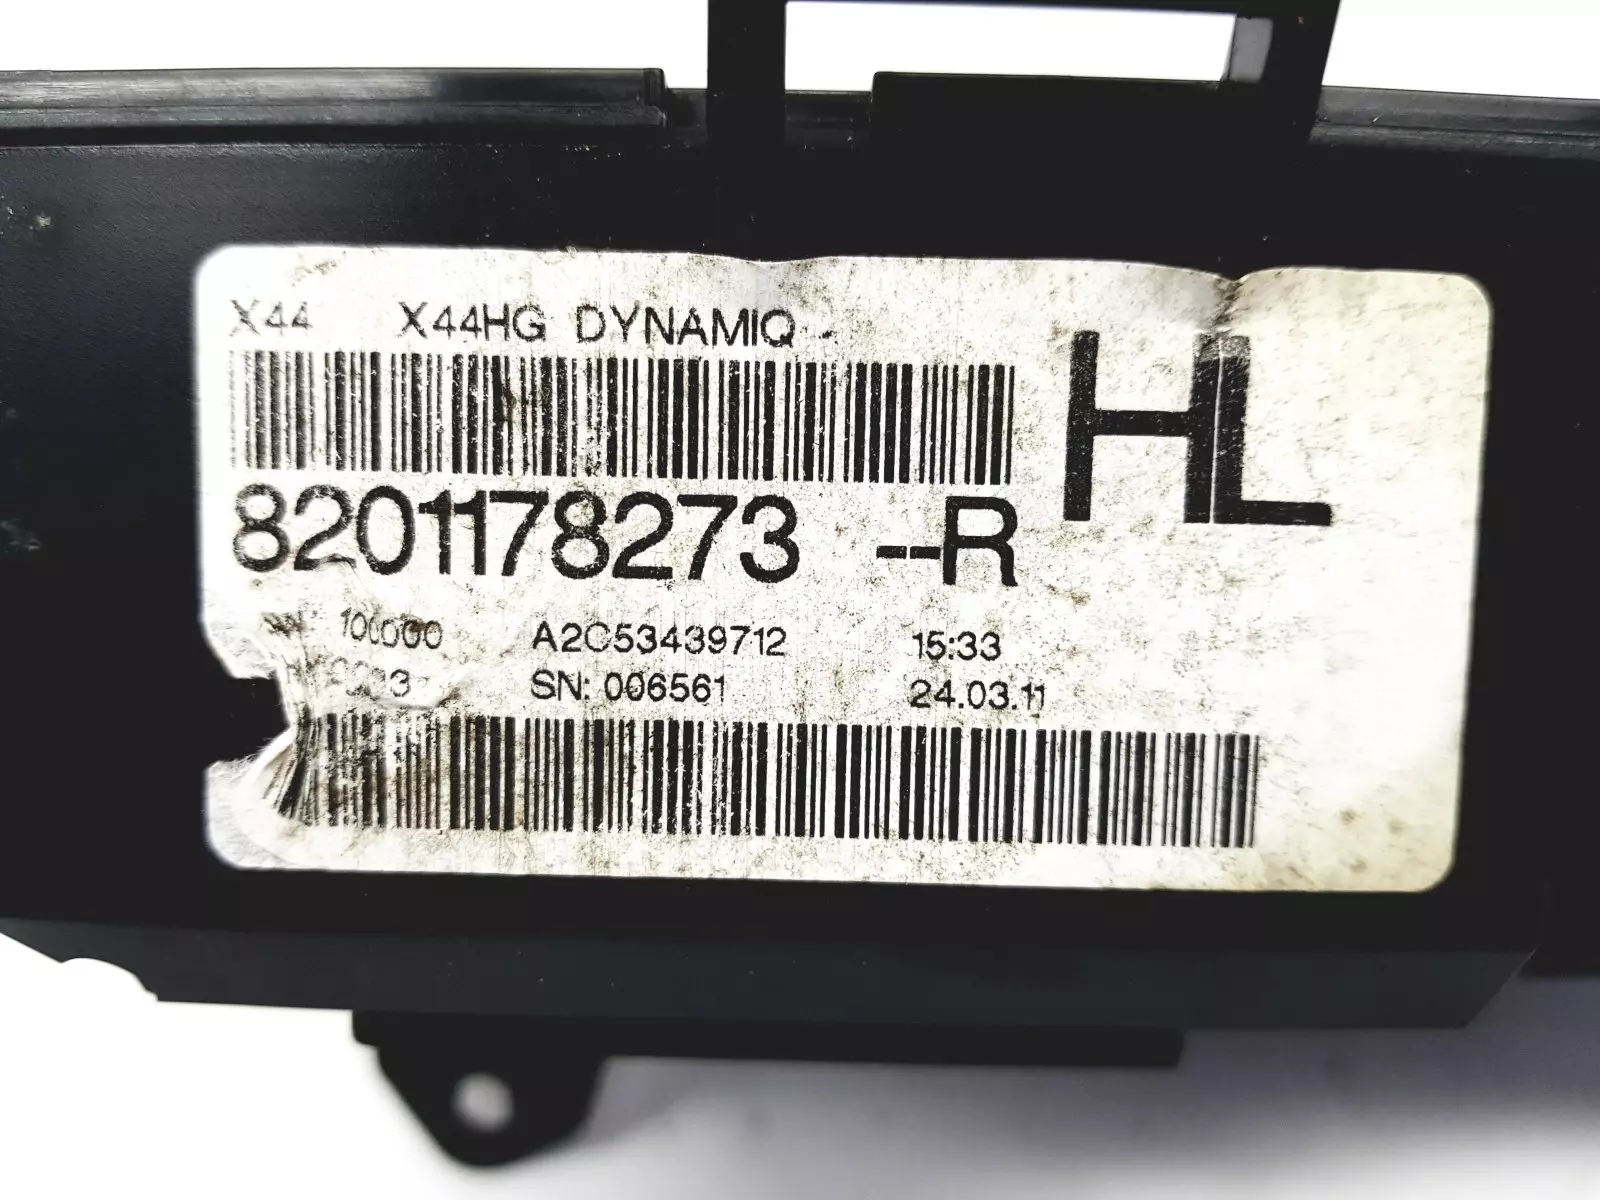 X44 X44HG DYNAMIQ -
HL
8201178273 --R
100000 A2C53439712 15:33
SN: 006561 24.03.11